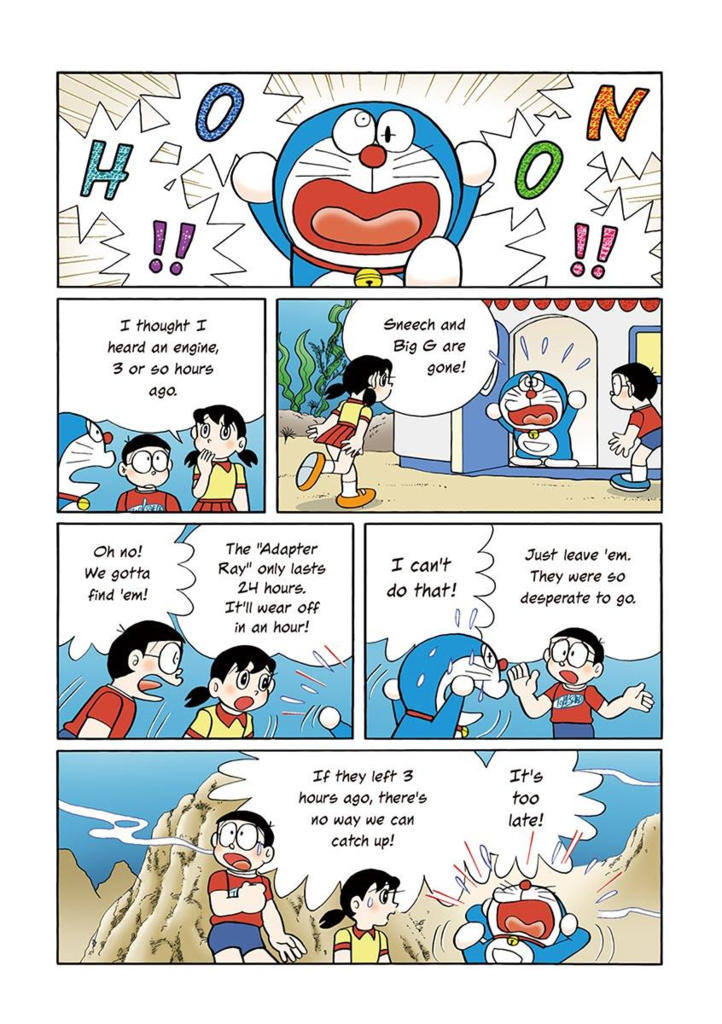 HO ON
!! !!
Sneech and
Big G are
gone!
I thought I
heard an engine,
3 or so hours
ago.
The "Adapter
Ray" only lasts
24 hours.
It'll wear off
in an hour!
Oh no!
We gotta
find 'em!
Just leave 'em.
They were so
desperate to go.
I can't
do that!
It's
too
late!
If they left 3
hours ago, there's
no way we can
catch up!